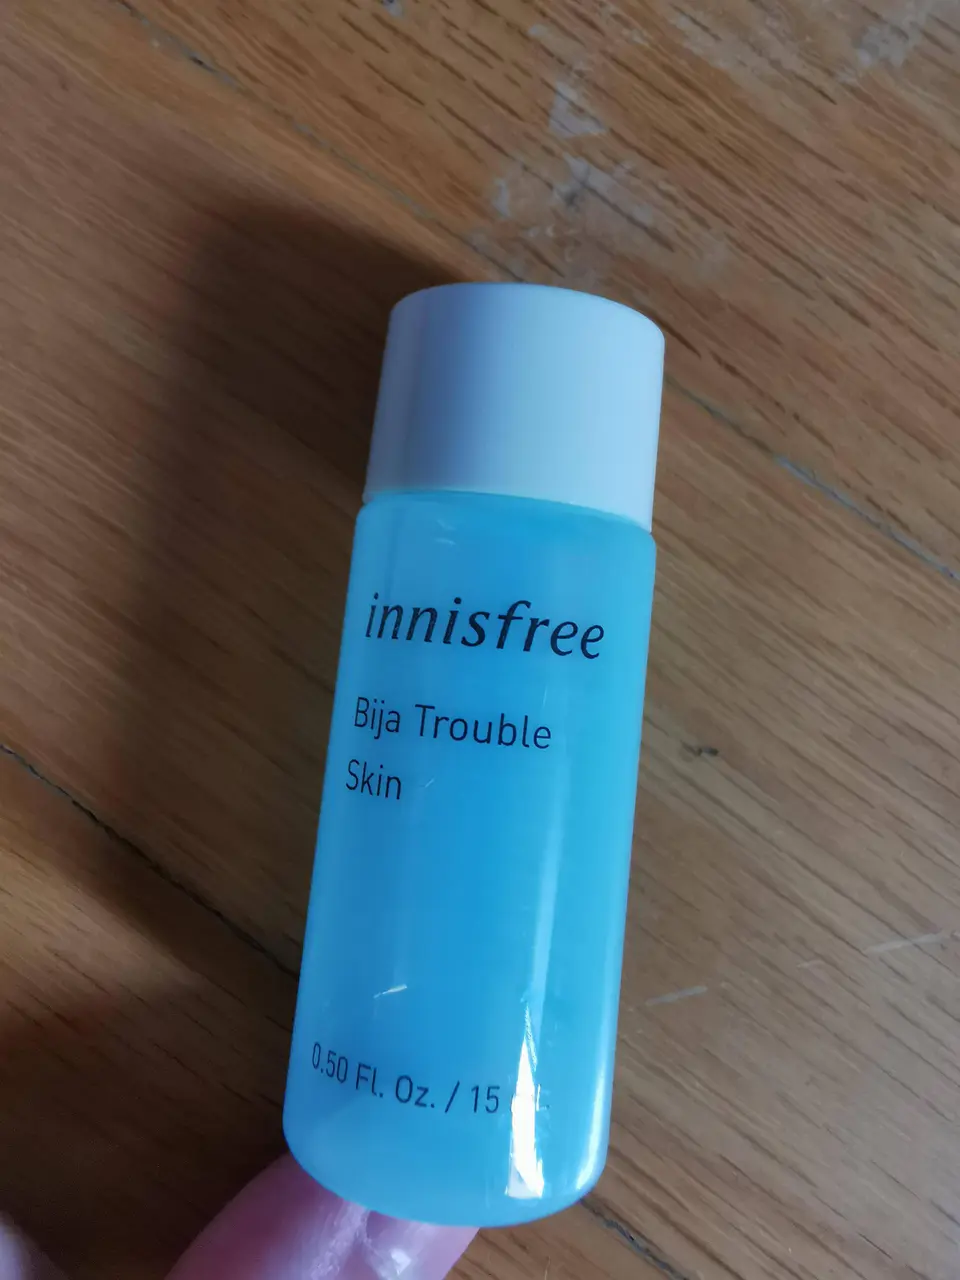 innisfree
Bija Trouble
Skin
0.50 Fl. Oz. / 15